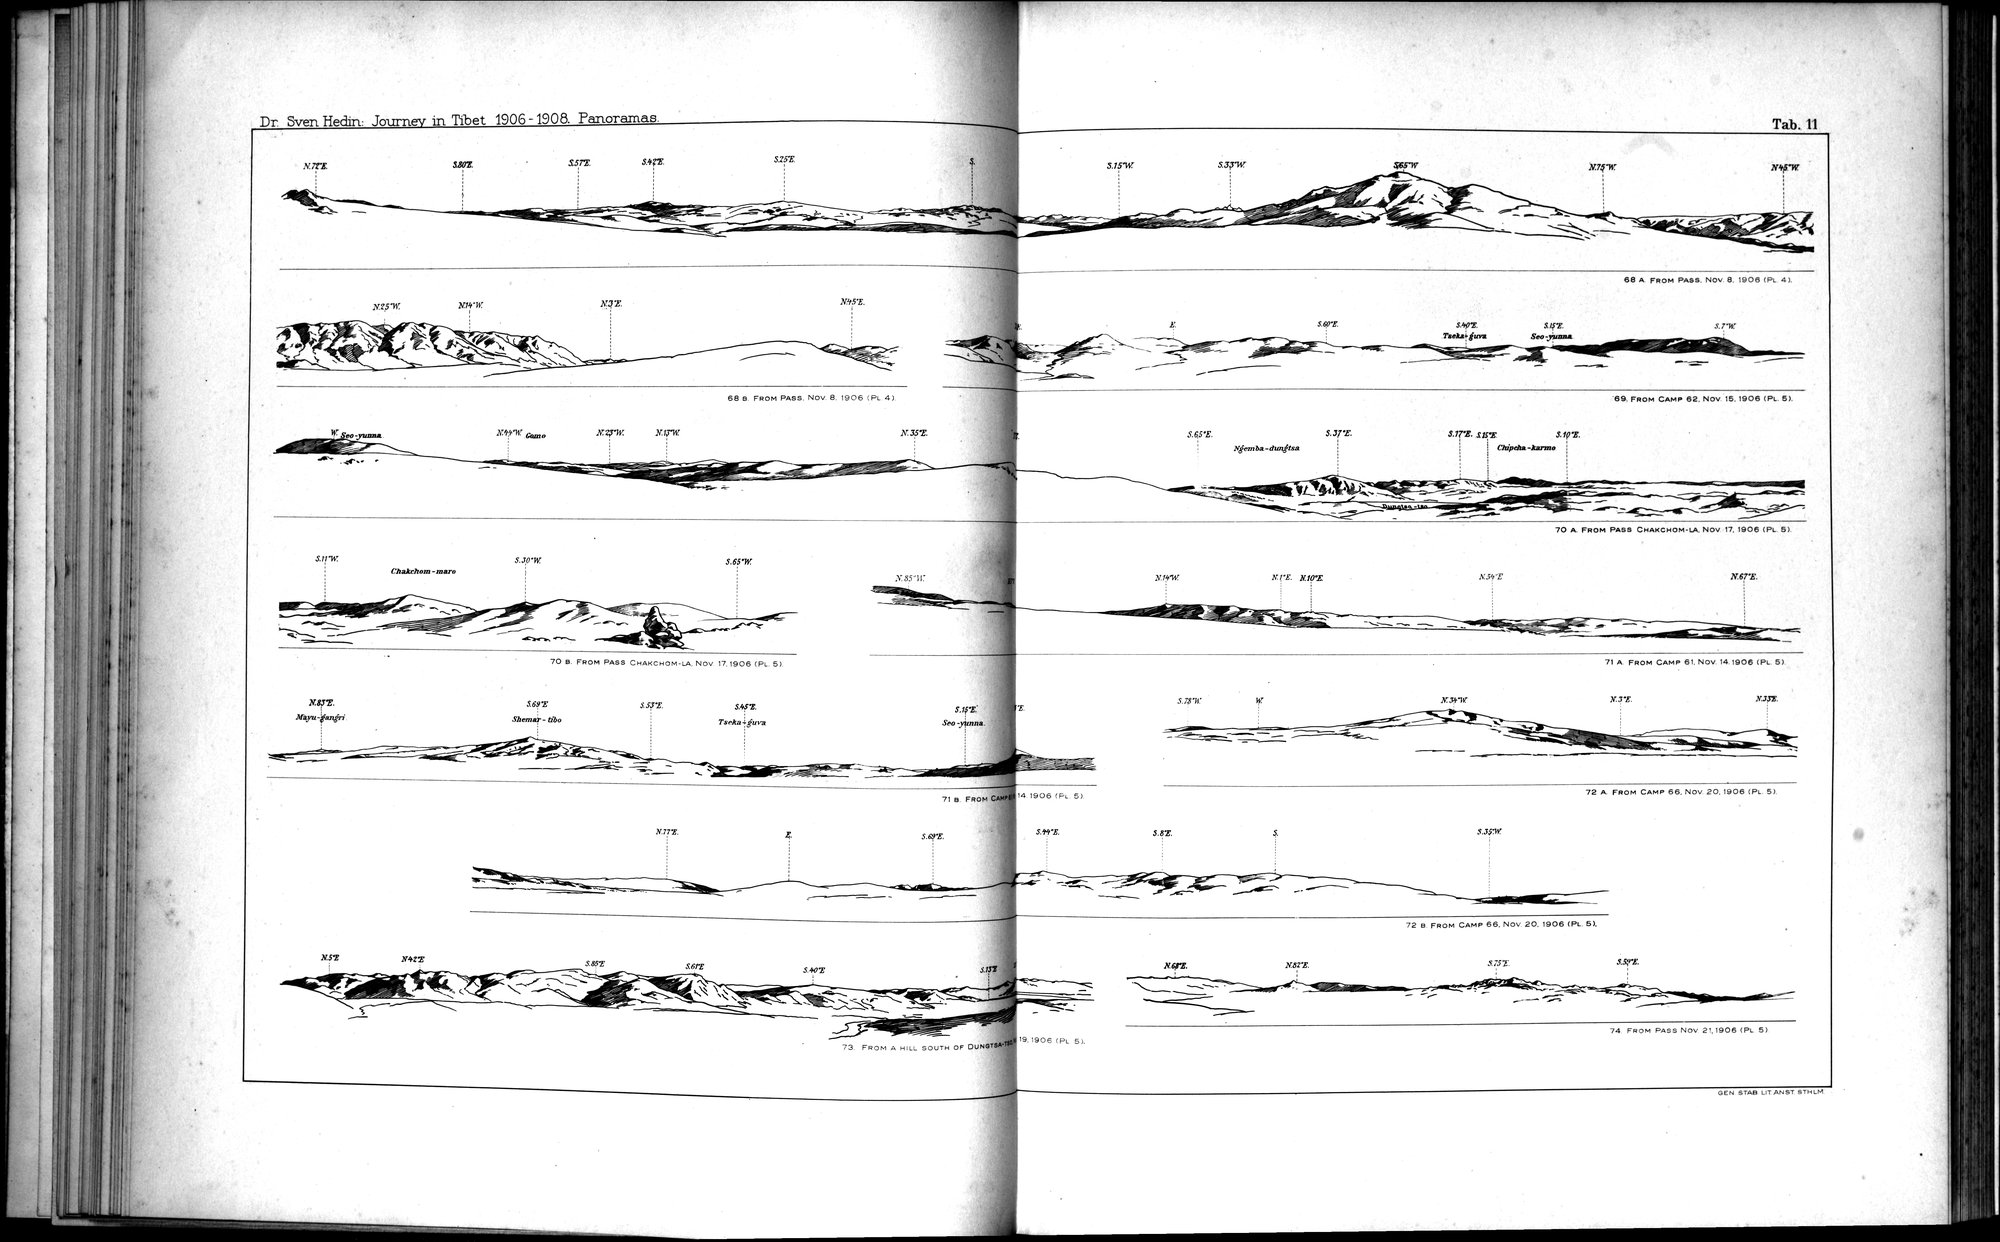 Dr. Sven Hedin: Journey in Tibet 1906-1908. Panoramas.
Tab. 11
N.72°E. S.80°E. S.57°E. S.42°E. S.25°E. S. S.15°W. S.33°W. S.65°W N.75°W. N.45°W.
68 A. From Pass, Nov. 8, 1906 (Pl. 4).
N.25°W. N.14°W. N.3°E. N.45°E.
68 B. From Pass, Nov. 8, 1906 (Pl. 4).
E. S.60°E. S.40°E. S.15°E. S.7°W.
Tseka-guva Seo-yunna
69. From Camp 62, Nov. 15, 1906 (Pl. 5).
W. Seo-yunna N.44°W. Gomo N.23°W. N.13°W. N.35°E. S.65°E. S.37°E. S.17°E. S.15°E. S.10°E.
Ngemba-dungtsa Chipcha-karmo
Dungtsa-tso
70 A. From Pass Chakchom-la, Nov. 17, 1906 (Pl. 5).
S.11°W. S.30°W. S.65°W.
Chakchom-maro
70 B. From Pass Chakchom-la, Nov. 17, 1906 (Pl. 5).
N.85°W. N.14°W. N.1°E. N.10°E. N.54°E N.67°E.
71 A. From Camp 61, Nov. 14. 1906 (Pl. 5).
N.83°E. S.69°E S.53°E. S.45°E. S.15°E.
Mayu-gangri Shemar-tibo Tseka-guva Seo-yunna
71 B. From Camp 14. 1906 (Pl. 5).
S.78°W. W. N.34°W. N.3°E. N.33°E.
72 A. From Camp 66, Nov. 20, 1906 (Pl. 5).
N.77°E. E. S.69°E. S.44°E. S.8°E. S. S.35°W.
72 B. From Camp 66, Nov. 20, 1906 (Pl. 5).
N.5°E N.42°E S.85°E S.61°E S.40°E S.13°E
73. From a hill south of Dungtsa-tso, 19, 1906 (Pl. 5).
N.68°E. N.82°E. S.75°E. S.59°E.
74. From Pass Nov. 21, 1906 (Pl. 5)
GEN. STAB. LIT. ANST. STHLM.